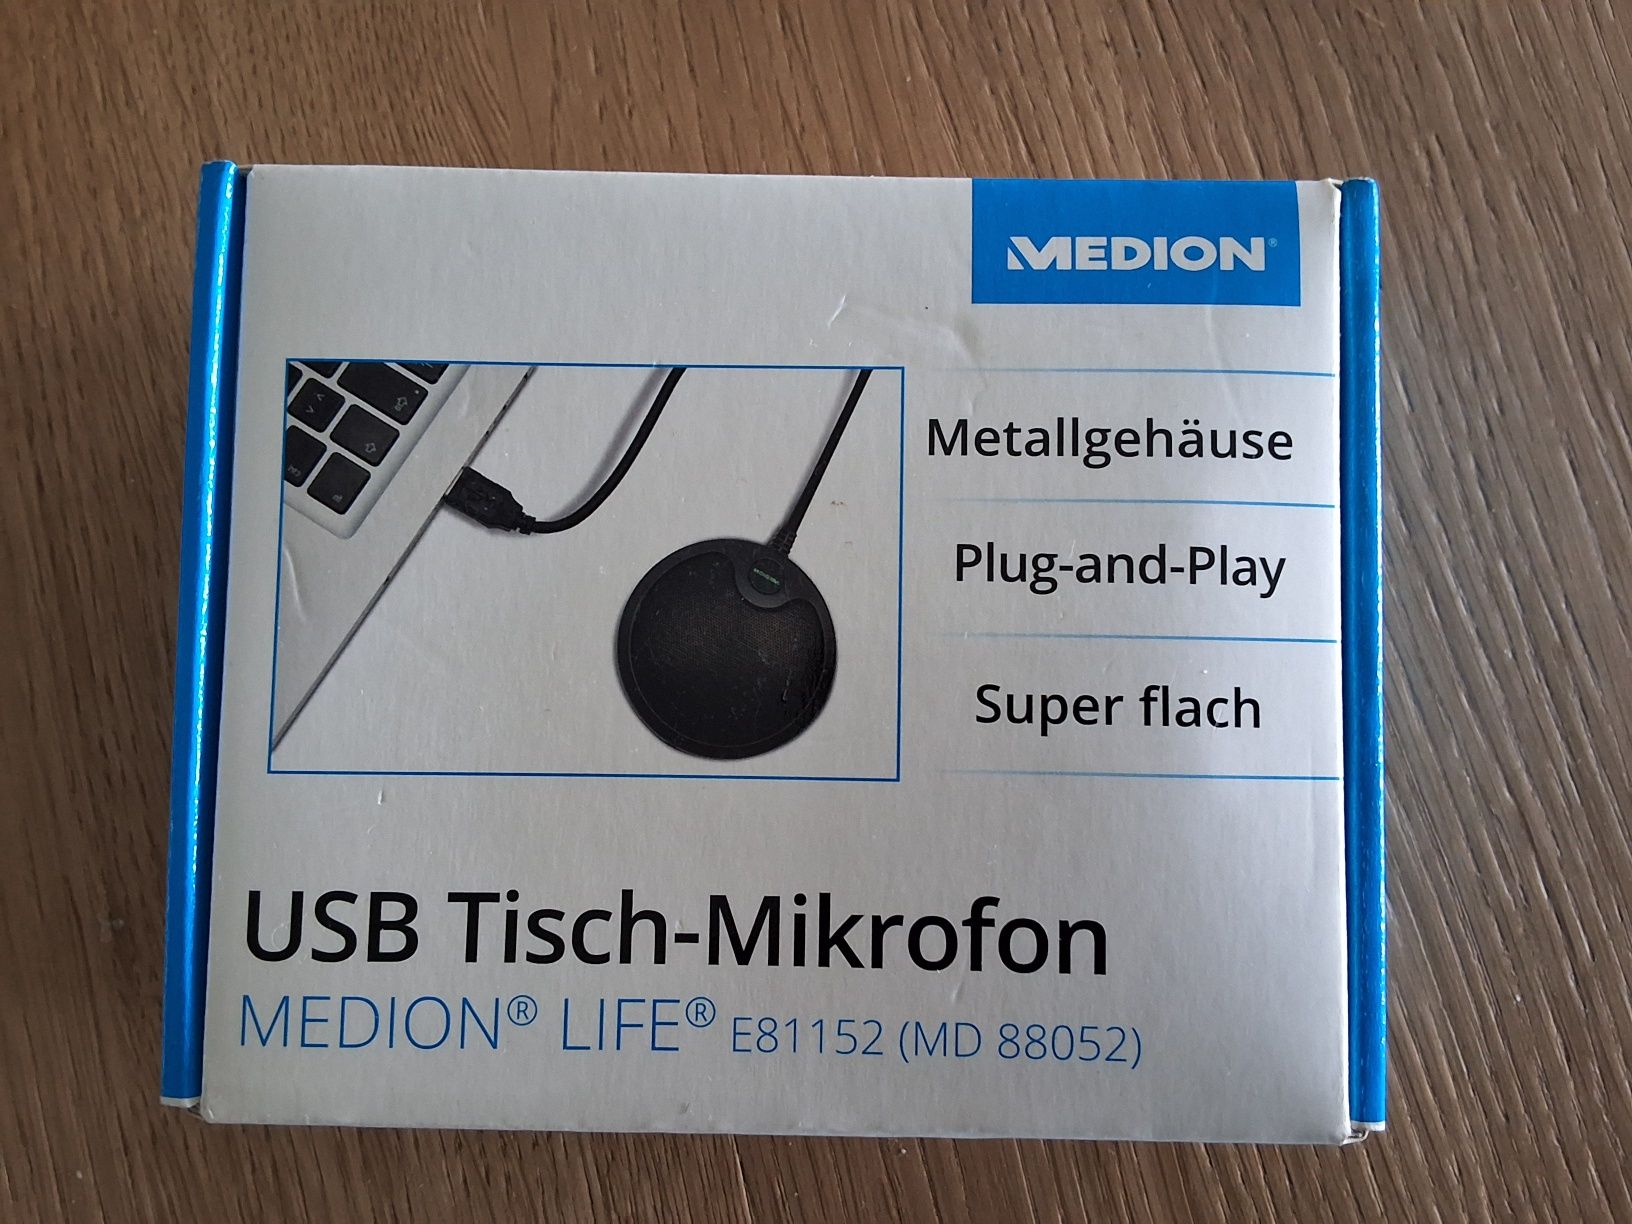 MEDION®
Metallgehäuse
Plug-and-Play
Super flach
USB Tisch-Mikrofon
MEDION® LIFE® E81152 (MD 88052)